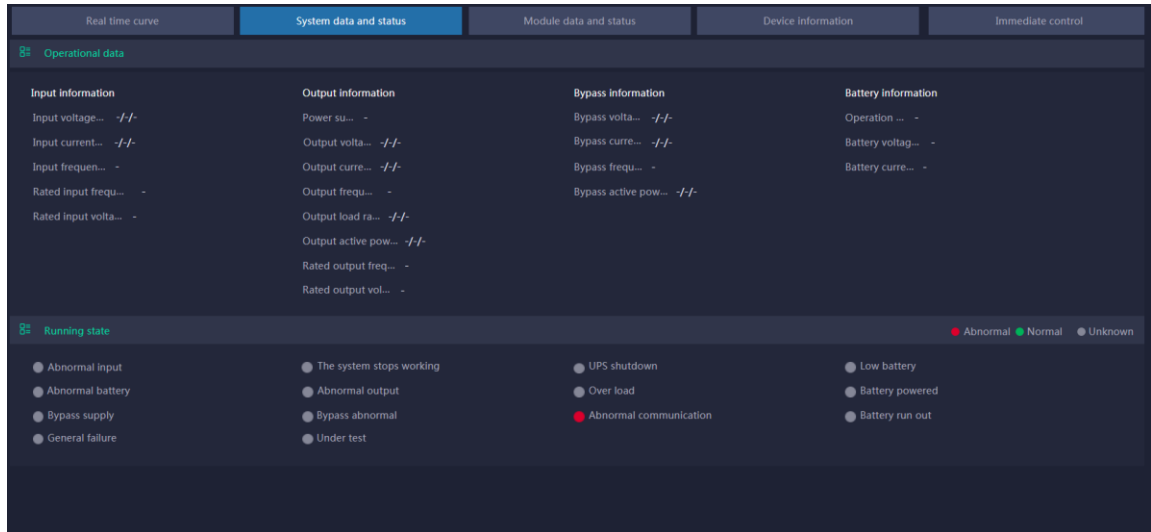 Real time curve System data and status Module data and status Device information Immediate control
Operational data
Input information Output information Bypass information Battery information
Input voltage... -/-/- Power su... - Bypass volta... -/-/- Operation ... -
Input current... -/-/- Output volta... -/-/- Bypass curre... -/-/- Battery voltag... -
Input frequen... - Output curre... -/-/- Bypass frequ... - Battery curre... -
Rated input frequ... - Output frequ... - Bypass active pow... -/-/-
Rated input volta... - Output load ra... -/-/-
Output active pow... -/-/-
Rated output freq... -
Rated output vol... -
Running state Abnormal Normal Unknown
Abnormal input The system stops working UPS shutdown Low battery
Abnormal battery Abnormal output Over load Battery powered
Bypass supply Bypass abnormal Abnormal communication Battery run out
General failure Under test